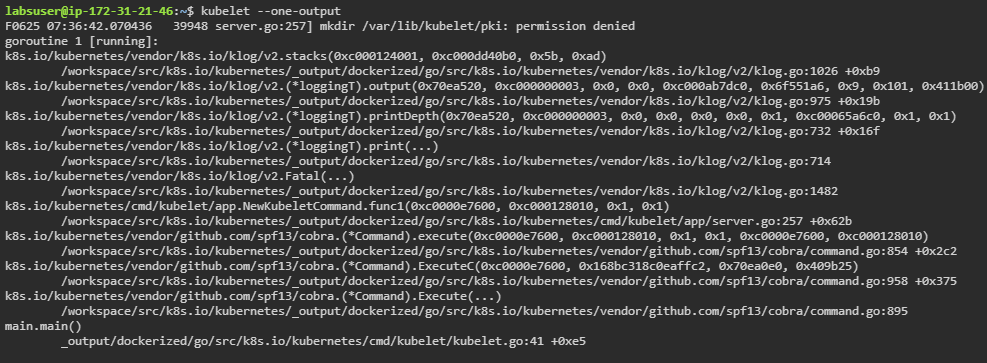 labsuser@ip-172-31-21-46:~$ kubelet --one-output
F0625 07:36:42.070436   39948 server.go:257] mkdir /var/lib/kubelet/pki: permission denied
goroutine 1 [running]:
k8s.io/kubernetes/vendor/k8s.io/klog/v2.stacks(0xc000124001, 0xc000dd40b0, 0x5b, 0xad)
        /workspace/src/k8s.io/kubernetes/_output/dockerized/go/src/k8s.io/kubernetes/vendor/k8s.io/klog/v2/klog.go:1026 +0xb9
k8s.io/kubernetes/vendor/k8s.io/klog/v2.(*loggingT).output(0x70ea520, 0xc000000003, 0x0, 0x0, 0xc000ab7dc0, 0x6f551a6, 0x9, 0x101, 0x411b00)
        /workspace/src/k8s.io/kubernetes/_output/dockerized/go/src/k8s.io/kubernetes/vendor/k8s.io/klog/v2/klog.go:975 +0x19b
k8s.io/kubernetes/vendor/k8s.io/klog/v2.(*loggingT).printDepth(0x70ea520, 0xc000000003, 0x0, 0x0, 0x0, 0x0, 0x1, 0xc00065a6c0, 0x1, 0x1)
        /workspace/src/k8s.io/kubernetes/_output/dockerized/go/src/k8s.io/kubernetes/vendor/k8s.io/klog/v2/klog.go:732 +0x16f
k8s.io/kubernetes/vendor/k8s.io/klog/v2.(*loggingT).print(...)
        /workspace/src/k8s.io/kubernetes/_output/dockerized/go/src/k8s.io/kubernetes/vendor/k8s.io/klog/v2/klog.go:714
k8s.io/kubernetes/vendor/k8s.io/klog/v2.Fatal(...)
        /workspace/src/k8s.io/kubernetes/_output/dockerized/go/src/k8s.io/kubernetes/vendor/k8s.io/klog/v2/klog.go:1482
k8s.io/kubernetes/cmd/kubelet/app.NewKubeletCommand.func1(0xc0000e7600, 0xc000128010, 0x1, 0x1)
        /workspace/src/k8s.io/kubernetes/_output/dockerized/go/src/k8s.io/kubernetes/cmd/kubelet/app/server.go:257 +0x62b
k8s.io/kubernetes/vendor/github.com/spf13/cobra.(*Command).execute(0xc0000e7600, 0xc000128010, 0x1, 0x1, 0xc0000e7600, 0xc000128010)
        /workspace/src/k8s.io/kubernetes/_output/dockerized/go/src/k8s.io/kubernetes/vendor/github.com/spf13/cobra/command.go:854 +0x2c2
k8s.io/kubernetes/vendor/github.com/spf13/cobra.(*Command).ExecuteC(0xc0000e7600, 0x168bc318c0eaffc2, 0x70ea0e0, 0x409b25)
        /workspace/src/k8s.io/kubernetes/_output/dockerized/go/src/k8s.io/kubernetes/vendor/github.com/spf13/cobra/command.go:958 +0x375
k8s.io/kubernetes/vendor/github.com/spf13/cobra.(*Command).Execute(...)
        /workspace/src/k8s.io/kubernetes/_output/dockerized/go/src/k8s.io/kubernetes/vendor/github.com/spf13/cobra/command.go:895
main.main()
        _output/dockerized/go/src/k8s.io/kubernetes/cmd/kubelet/kubelet.go:41 +0xe5